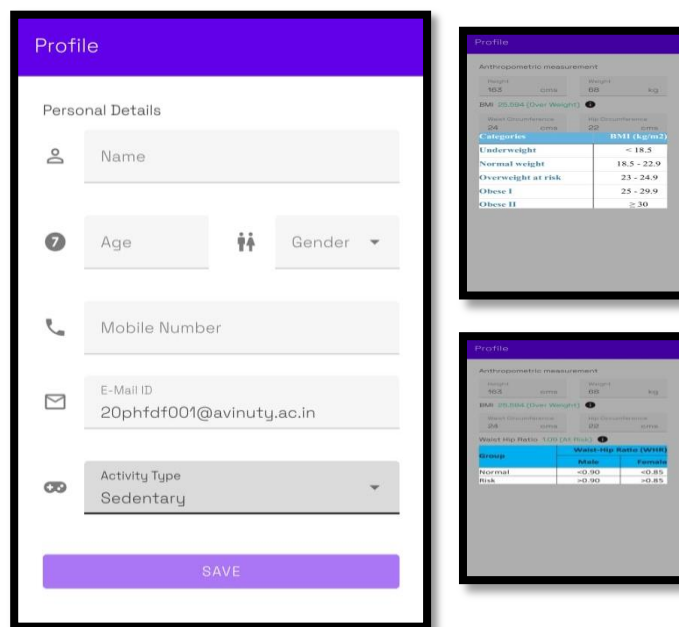 Profile
Personal Details
Name
7 Age Gender
Mobile Number
E-Mail ID
20phfdf001@avinuty.ac.in
Activity Type
Sedentary
SAVE
Profile
Anthropometric measurement
Height Weight
163 cms 68 kg
BMI 25.594 (Over Weight)
Waist Circumference Hip Circumference
24 cms 22 cms
Categories BMI (kg/m2)
Underweight < 18.5
Normal weight 18.5 - 22.9
Overweight at risk 23 - 24.9
Obese I 25 - 29.9
Obese II ≥ 30
Profile
Anthropometric measurement
Height Weight
163 cms 68 kg
BMI 25.594 (Over Weight)
Waist Circumference Hip Circumference
24 cms 22 cms
Waist Hip Ratio 1.09 (At Risk)
Group Waist-Hip Ratio (WHR)
Male Female
Normal <0.90 <0.85
Risk >0.90 >0.85